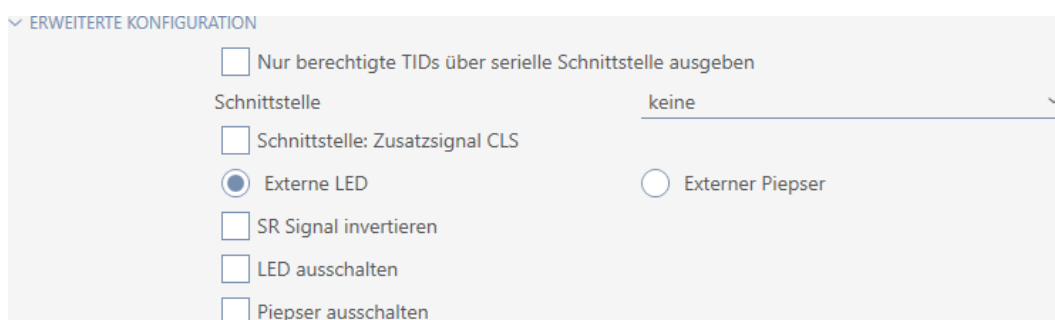 ERWEITERTE KONFIGURATION
Nur berechtigte TIDs über serielle Schnittstelle ausgeben
Schnittstelle keine
Schnittstelle: Zusatzsignal CLS
Externe LED Externer Piepser
SR Signal invertieren
LED ausschalten
Piepser ausschalten